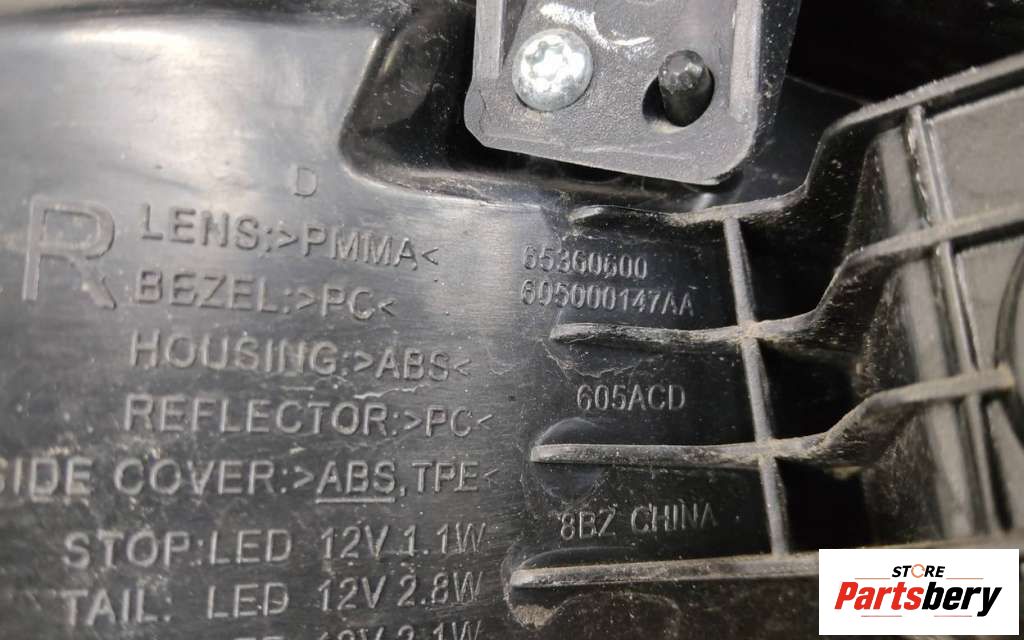 D
R
LENS:>PMMA<
BEZEL:>PC<
HOUSING:>ABS<
REFLECTOR:>PC<
SIDE COVER:>ABS,TPE<
STOP:LED 12V 1.1W
TAIL: LED 12V 2.8W
65360600
605000147AA
605ACD
8BZ CHINA
STORE
Partsbery